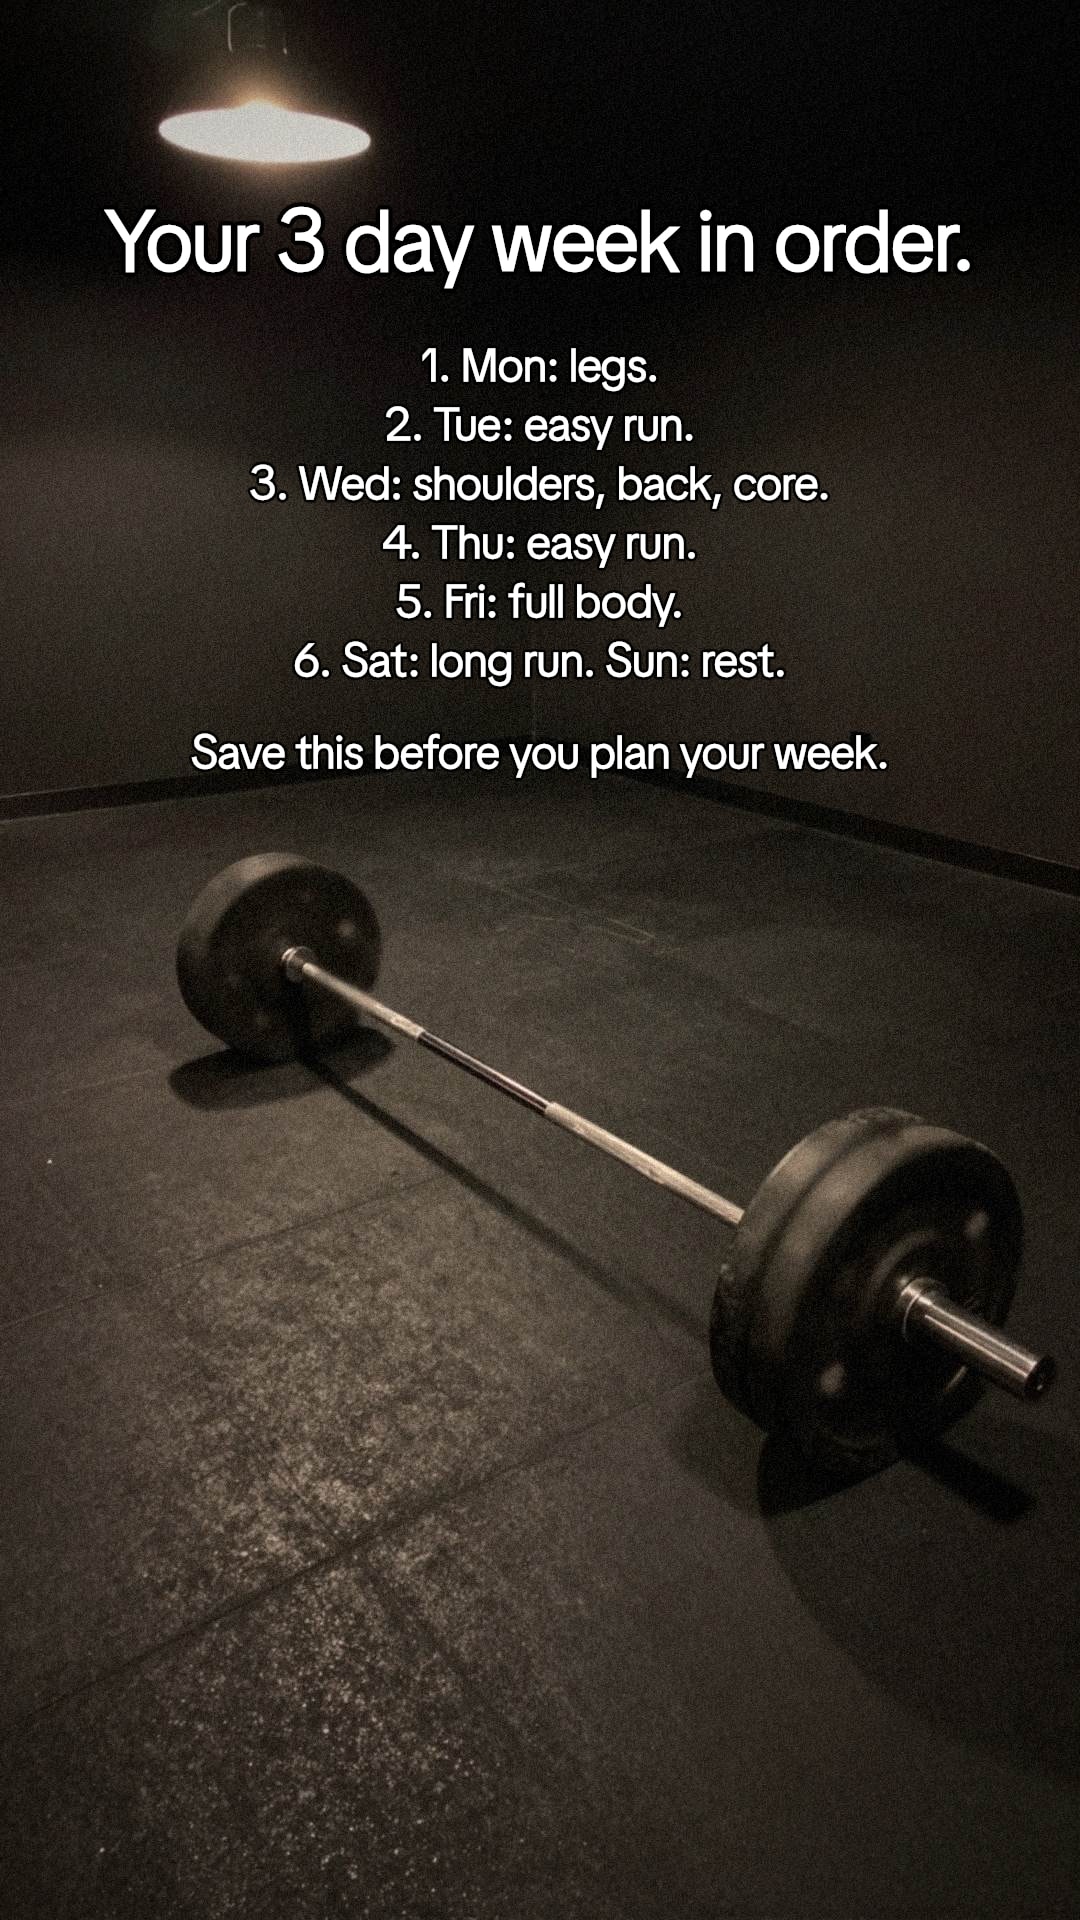 Your 3 day week in order.
1. Mon: legs.
2. Tue: easy run.
3. Wed: shoulders, back, core.
4. Thu: easy run.
5. Fri: full body.
6. Sat: long run. Sun: rest.
Save this before you plan your week.